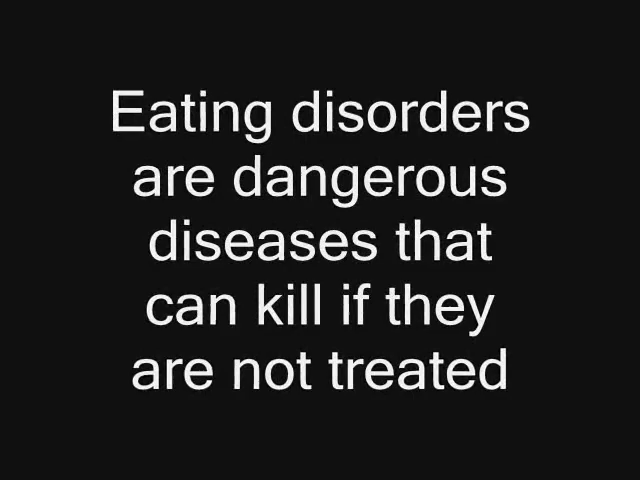 Eating disorders
are dangerous
diseases that
can kill if they
are not treated